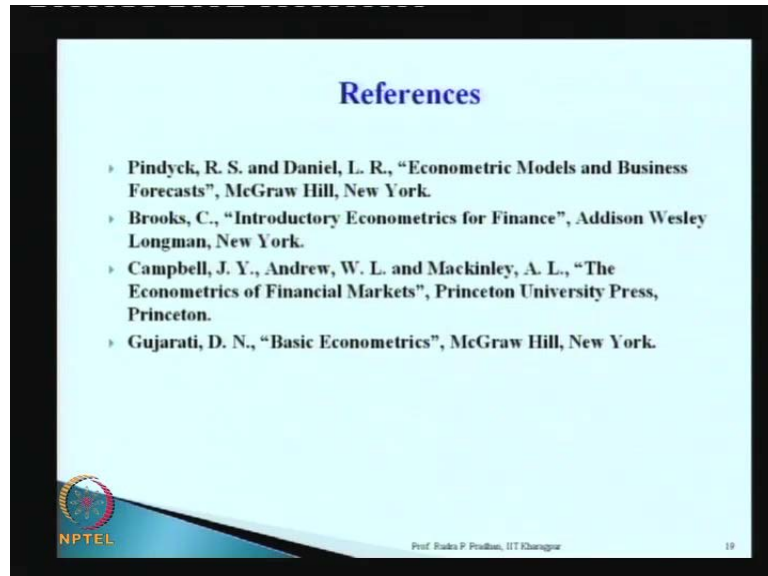 References
Pindyck, R. S. and Daniel, L. R., “Econometric Models and Business
Forecasts”, McGraw Hill, New York.
Brooks, C., “Introductory Econometrics for Finance”, Addison Wesley
Longman, New York.
Campbell, J. Y., Andrew, W. L. and Mackinley, A. L., “The
Econometrics of Financial Markets”, Princeton University Press,
Princeton.
Gujarati, D. N., “Basic Econometrics”, McGraw Hill, New York.
NPTEL
Prof. Rudra P. Pradhan, IIT Kharagpur
19